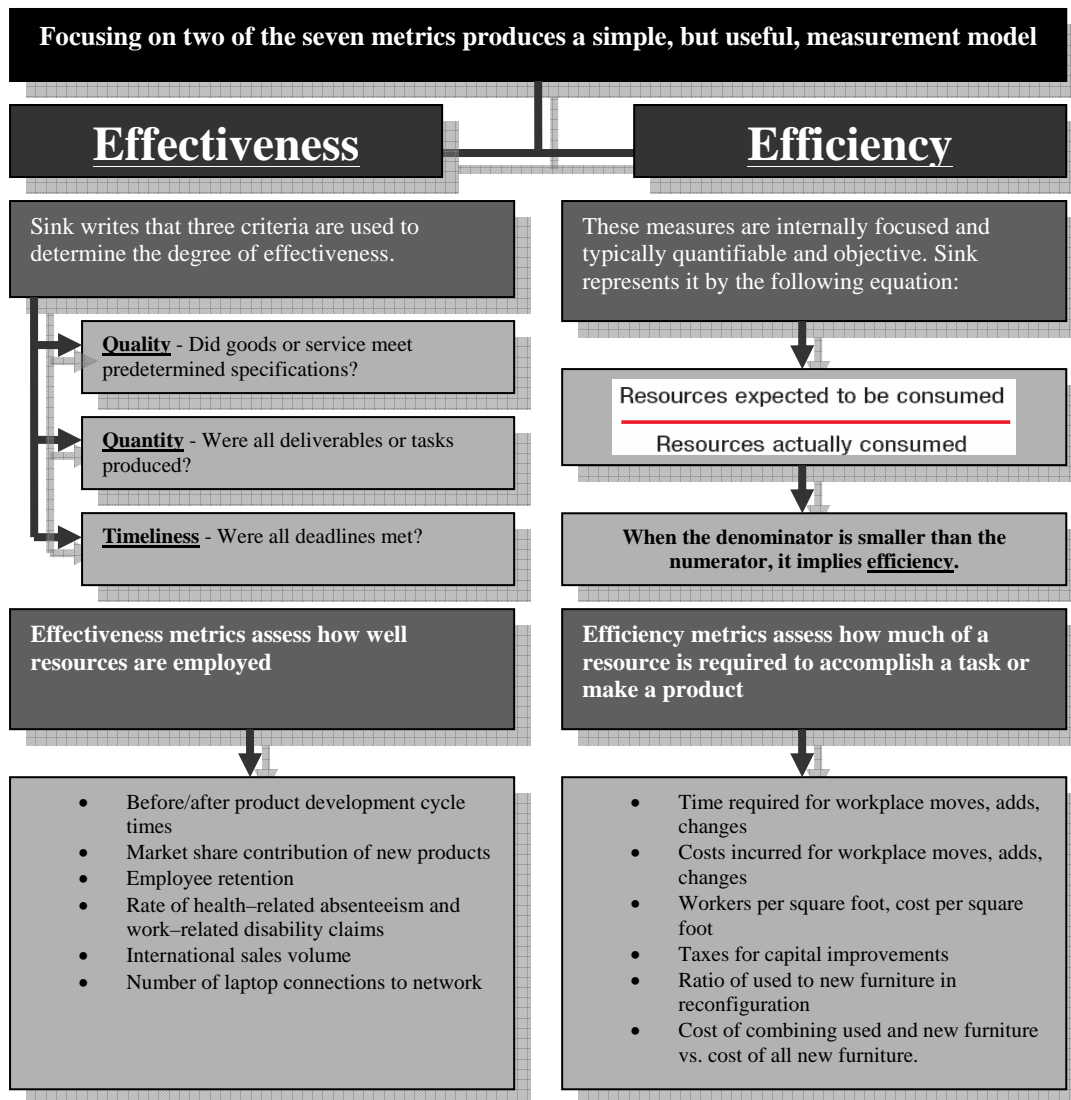 Focusing on two of the seven metrics produces a simple, but useful, measurement model
Effectiveness
Efficiency
Sink writes that three criteria are used to
determine the degree of effectiveness.
Quality - Did goods or service meet
predetermined specifications?
Quantity - Were all deliverables or tasks
produced?
Timeliness - Were all deadlines met?
Effectiveness metrics assess how well
resources are employed
• Before/after product development cycle
times
• Market share contribution of new products
• Employee retention
• Rate of health–related absenteeism and
work–related disability claims
• International sales volume
• Number of laptop connections to network
These measures are internally focused and
typically quantifiable and objective. Sink
represents it by the following equation:
Resources expected to be consumed
Resources actually consumed
When the denominator is smaller than the
numerator, it implies efficiency.
Efficiency metrics assess how much of a
resource is required to accomplish a task or
make a product
• Time required for workplace moves, adds,
changes
• Costs incurred for workplace moves, adds,
changes
• Workers per square foot, cost per square
foot
• Taxes for capital improvements
• Ratio of used to new furniture in
reconfiguration
• Cost of combining used and new furniture
vs. cost of all new furniture.